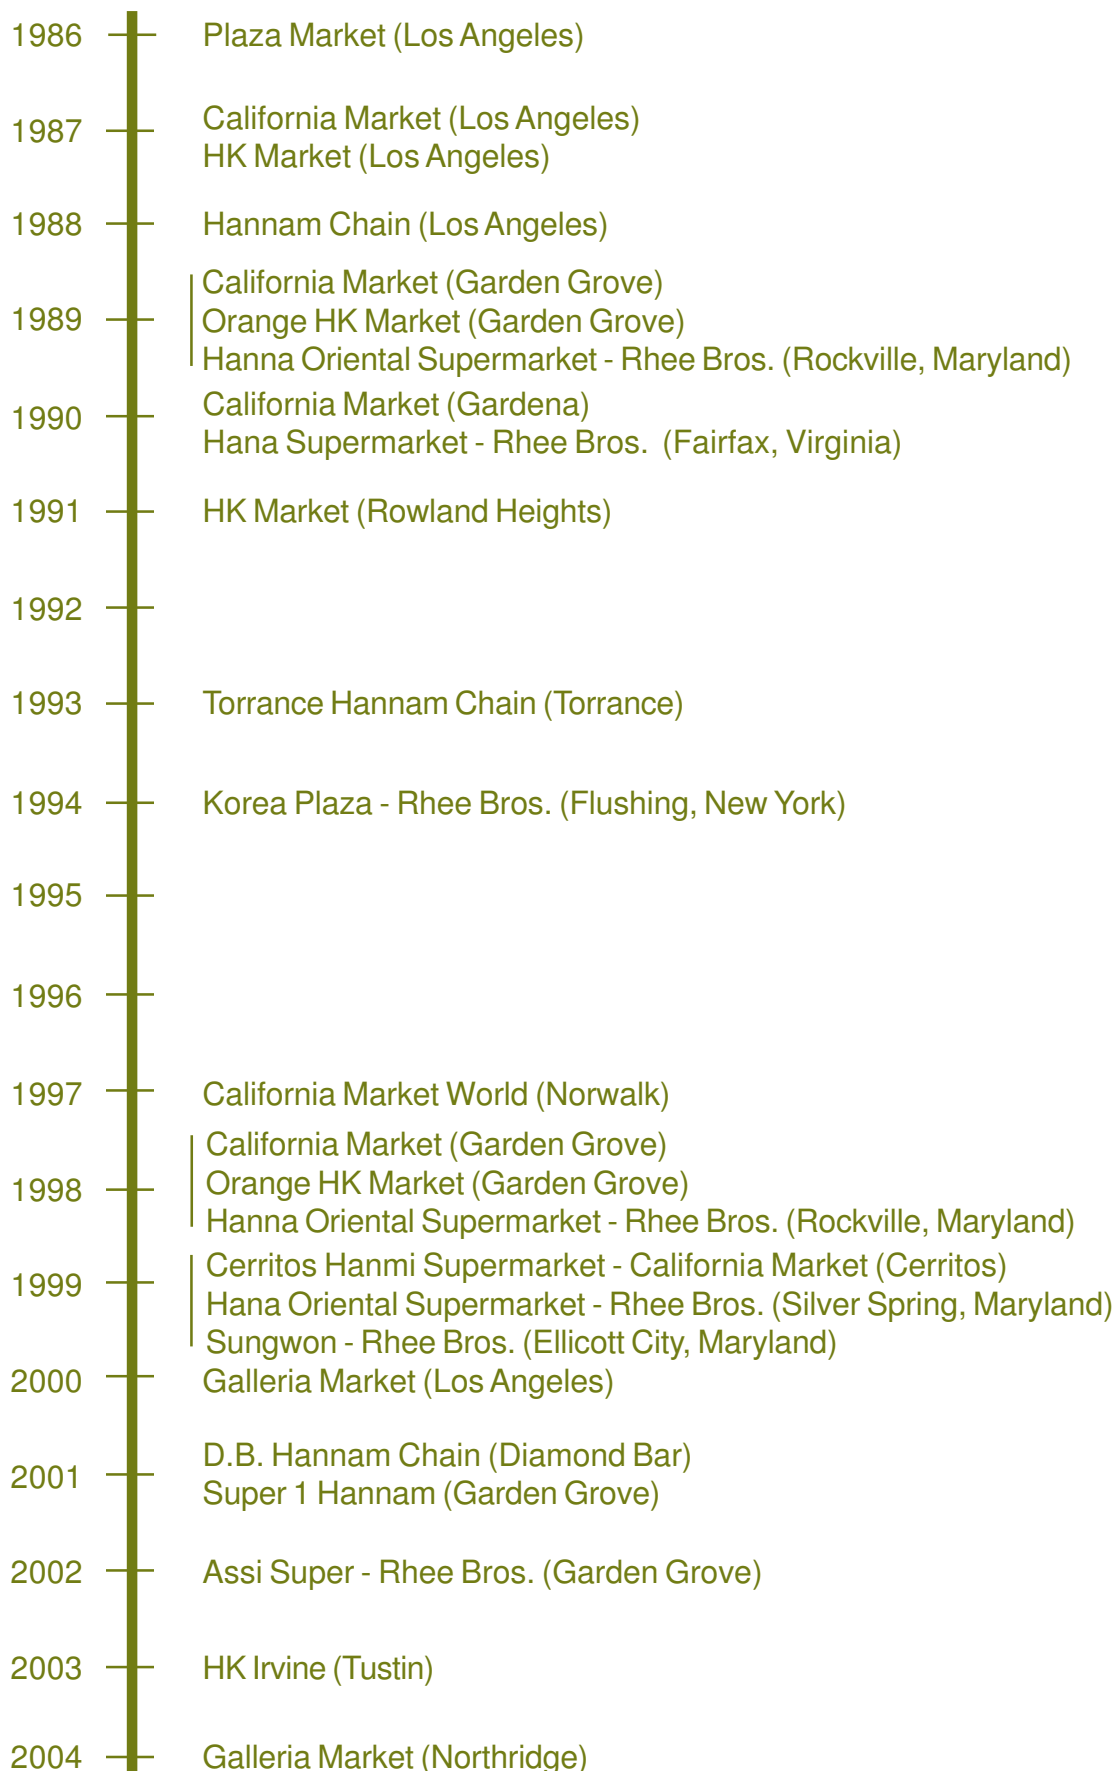 1986 Plaza Market (Los Angeles)
1987 California Market (Los Angeles)
HK Market (Los Angeles)
1988 Hannam Chain (Los Angeles)
California Market (Garden Grove)
1989 Orange HK Market (Garden Grove)
Hanna Oriental Supermarket - Rhee Bros. (Rockville, Maryland)
1990 California Market (Gardena)
Hana Supermarket - Rhee Bros. (Fairfax, Virginia)
1991 HK Market (Rowland Heights)
1992
1993 Torrance Hannam Chain (Torrance)
1994 Korea Plaza - Rhee Bros. (Flushing, New York)
1995
1996
1997 California Market World (Norwalk)
California Market (Garden Grove)
1998 Orange HK Market (Garden Grove)
Hanna Oriental Supermarket - Rhee Bros. (Rockville, Maryland)
Cerritos Hanmi Supermarket - California Market (Cerritos)
1999 Hana Oriental Supermarket - Rhee Bros. (Silver Spring, Maryland)
Sungwon - Rhee Bros. (Ellicott City, Maryland)
2000 Galleria Market (Los Angeles)
2001 D.B. Hannam Chain (Diamond Bar)
Super 1 Hannam (Garden Grove)
2002 Assi Super - Rhee Bros. (Garden Grove)
2003 HK Irvine (Tustin)
2004 Galleria Market (Northridge)